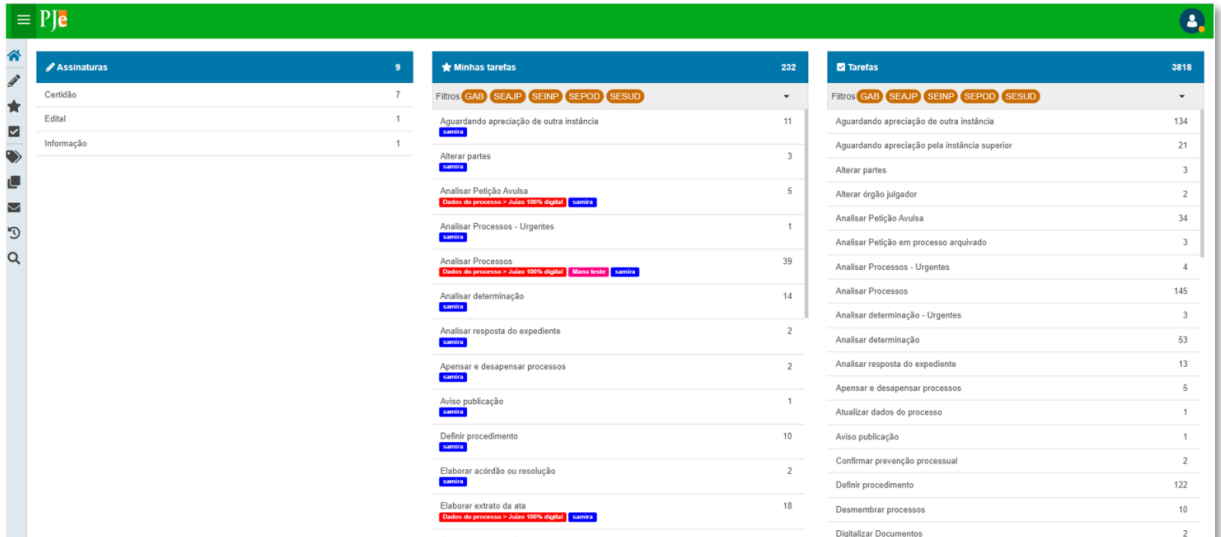 PJe
Assinaturas 9
Certidão 7
Edital 1
Informação 1
Minhas tarefas 232
Filtros GAB SEAJP SEINP SEPOD SESUD
Aguardando apreciação de outra instância 11
samira
Alterar partes 3
samira
Analisar Petição Avulsa 5
Dados do processo > Juízo 100% digital samira
Analisar Processos - Urgentes 1
samira
Analisar Processos 39
Dados do processo > Juízo 100% digital Manu teste samira
Analisar determinação 14
samira
Analisar resposta do expediente 2
samira
Apensar e desapensar processos 2
samira
Aviso publicação 1
samira
Definir procedimento 10
samira
Elaborar acórdão ou resolução 2
samira
Elaborar extrato da ata 18
Dados do processo > Juízo 100% digital samira
Tarefas 3818
Filtros GAB SEAJP SEINP SEPOD SESUD
Aguardando apreciação de outra instância 134
Aguardando apreciação pela instância superior 21
Alterar partes 3
Alterar órgão julgador 2
Analisar Petição Avulsa 34
Analisar Petição em processo arquivado 3
Analisar Processos - Urgentes 4
Analisar Processos 145
Analisar determinação - Urgentes 3
Analisar determinação 53
Analisar resposta do expediente 13
Apensar e desapensar processos 5
Atualizar dados do processo 1
Aviso publicação 1
Confirmar prevenção processual 2
Definir procedimento 122
Desmembrar processos 10
Digitalizar Documentos 2